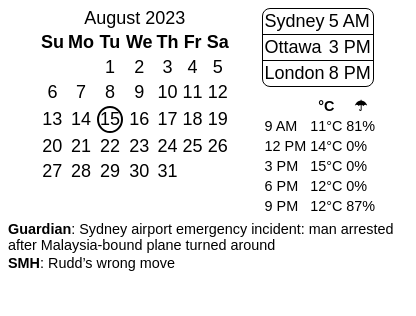 August 2023
Su Mo Tu We Th Fr Sa
1 2 3 4 5
6 7 8 9 10 11 12
13 14 15 16 17 18 19
20 21 22 23 24 25 26
27 28 29 30 31
Sydney 5 AM
Ottawa 3 PM
London 8 PM
°C ☂
9 AM 11°C 81%
12 PM 14°C 0%
3 PM 15°C 0%
6 PM 12°C 0%
9 PM 12°C 87%
Guardian: Sydney airport emergency incident: man arrested
after Malaysia-bound plane turned around
SMH: Rudd’s wrong move